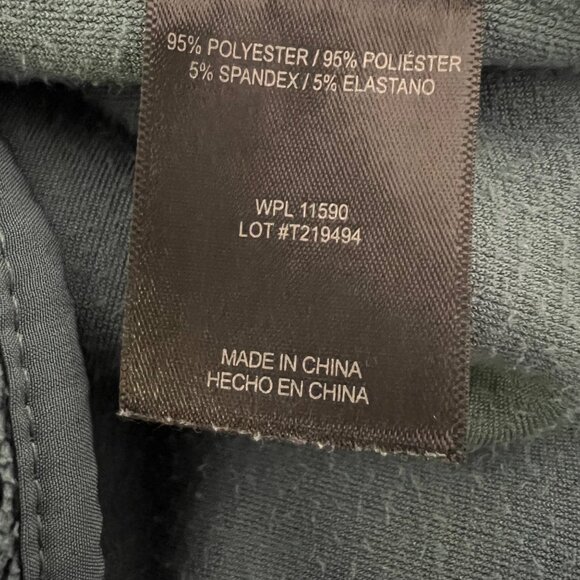 95% POLYESTER / 95% POLIÉSTER
5% SPANDEX / 5% ELASTANO
WPL 11590
LOT #T219494
MADE IN CHINA
HECHO EN CHINA